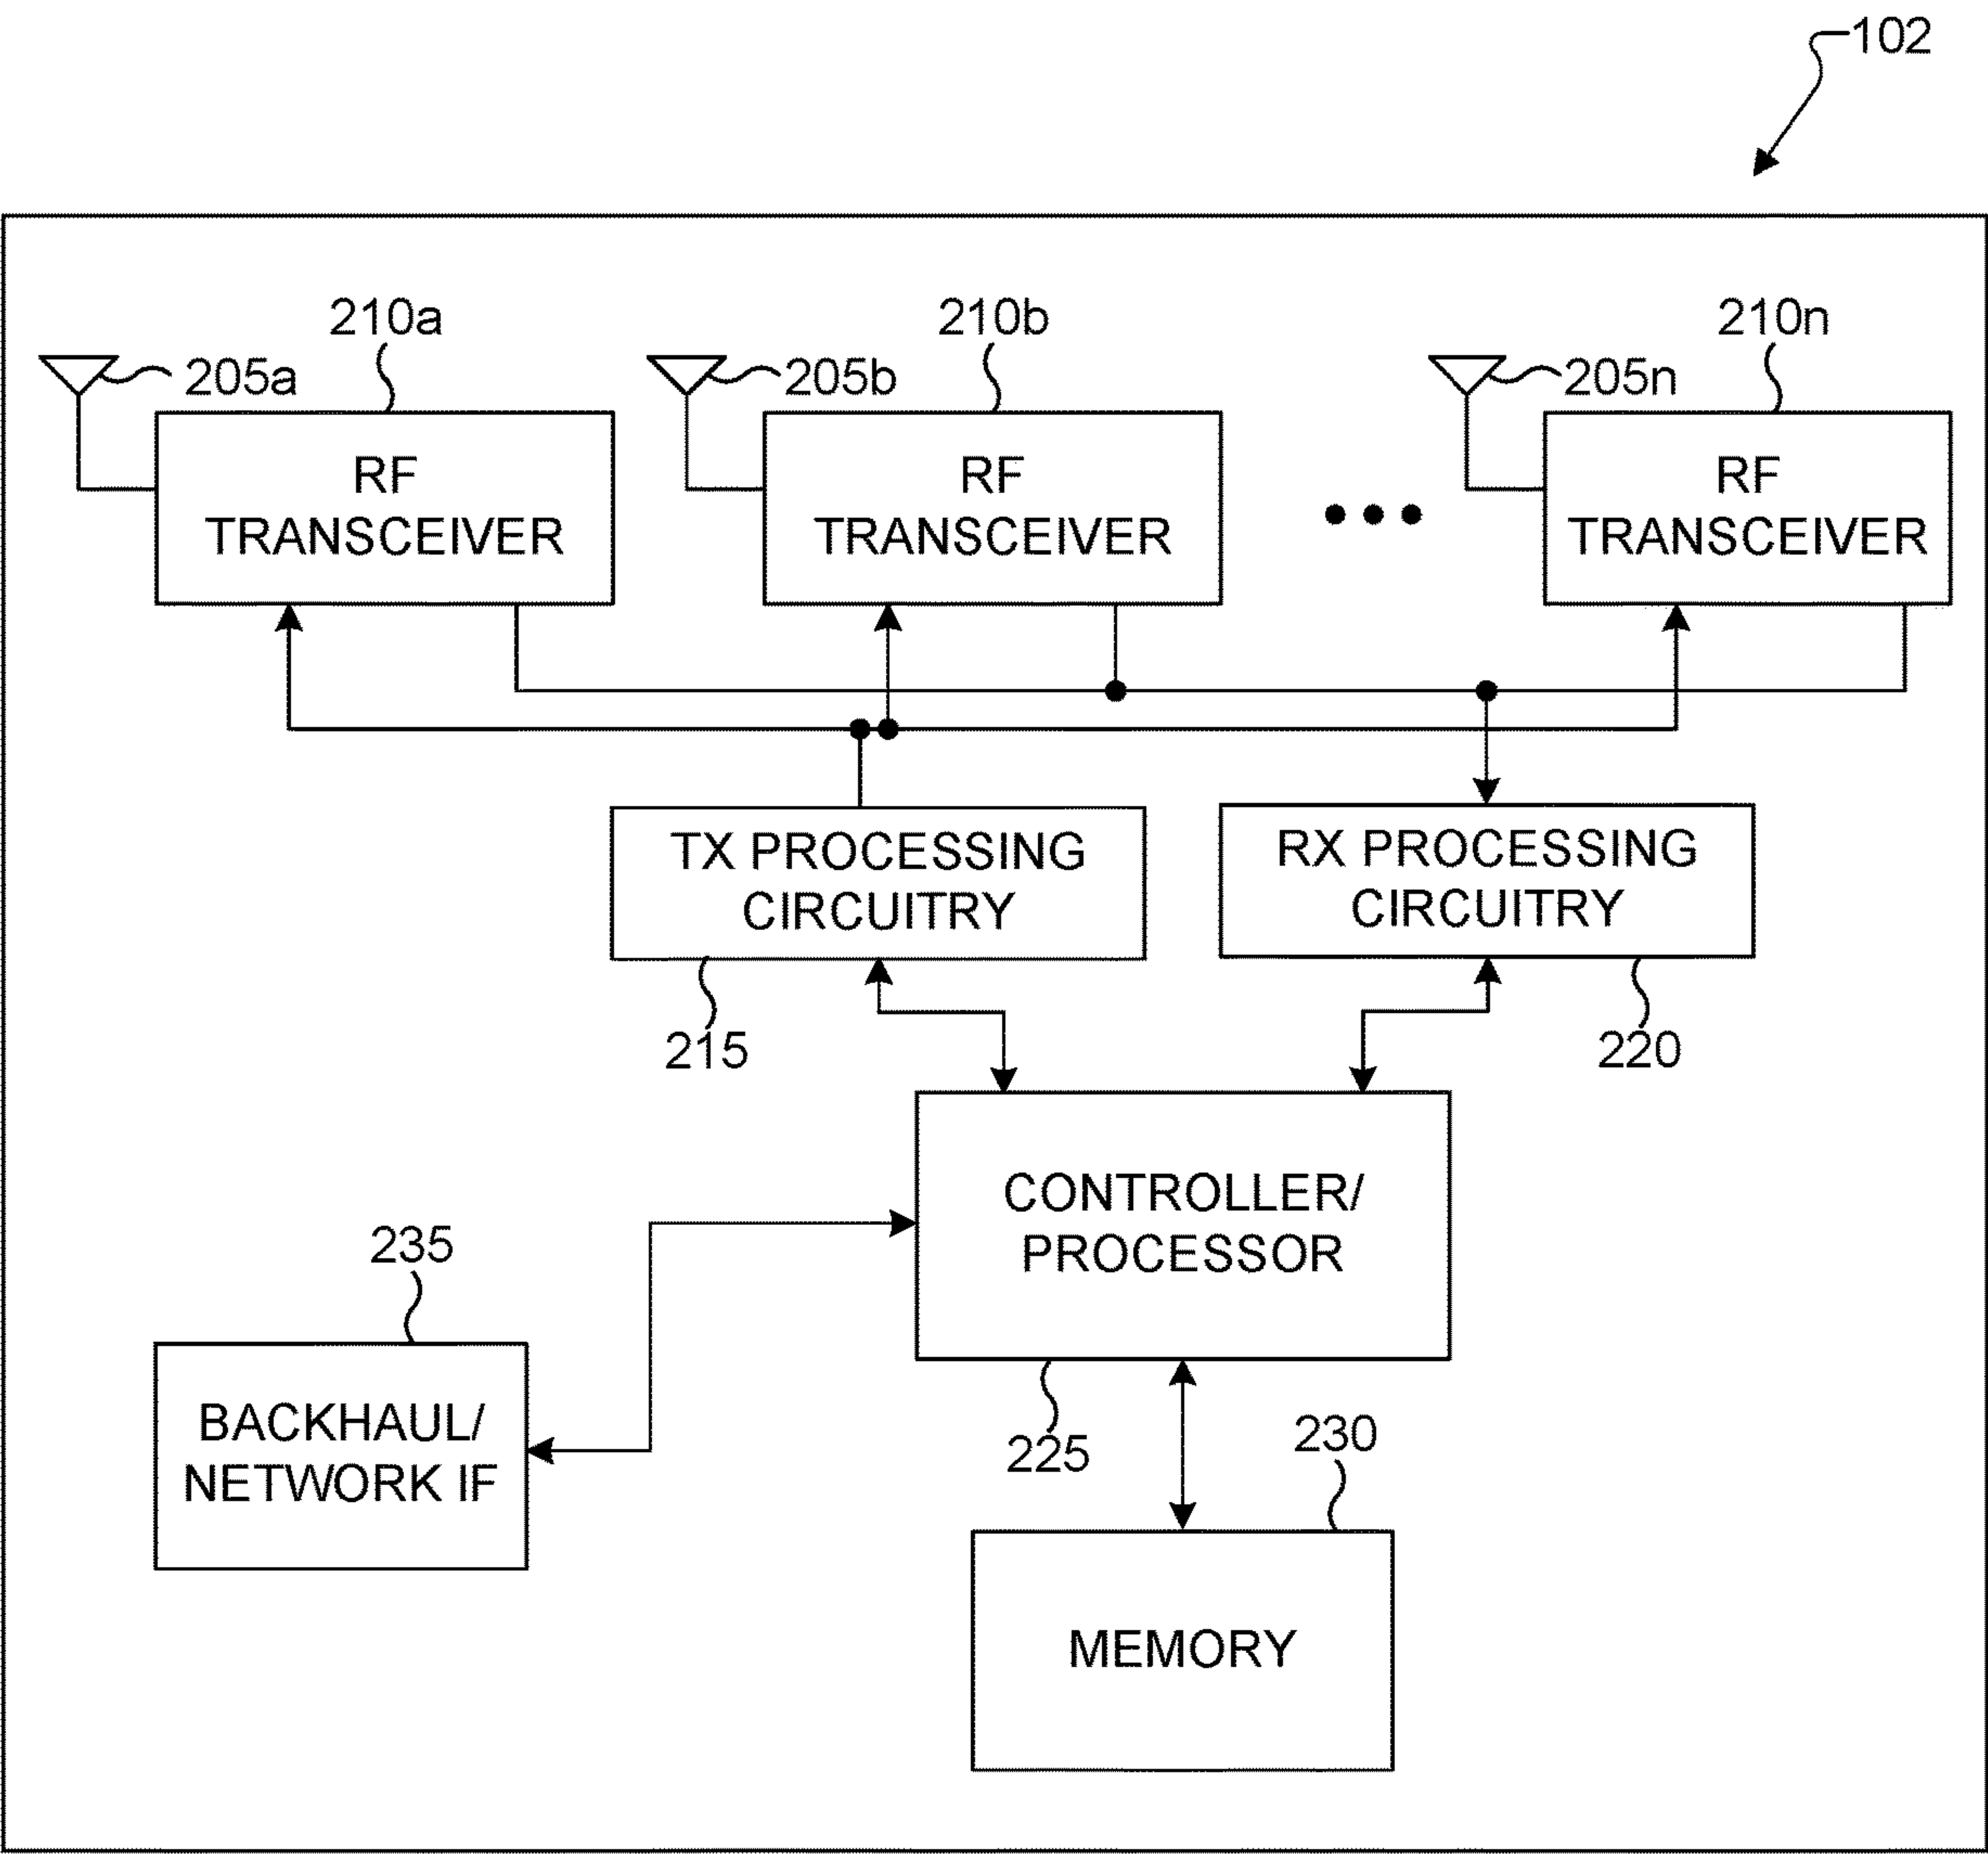 102
210a
210b
210n
205a
205b
205n
RF
TRANSCEIVER
RF
TRANSCEIVER
RF
TRANSCEIVER
TX PROCESSING
CIRCUITRY
RX PROCESSING
CIRCUITRY
215
220
CONTROLLER/
PROCESSOR
235
BACKHAUL/
NETWORK IF
225
230
MEMORY